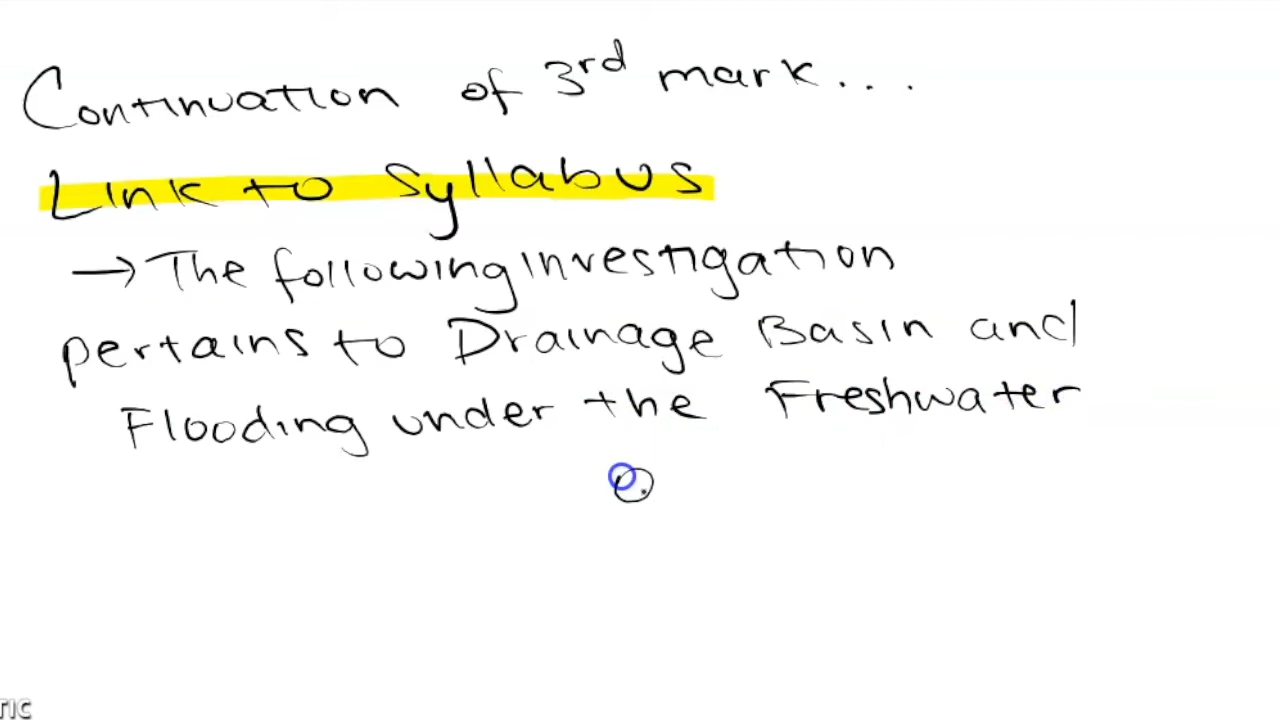 Continuation of 3rd mark...
Link to Syllabus
→ The following investigation
pertains to Drainage Basin and
Flooding under the Freshwater
O
TIC